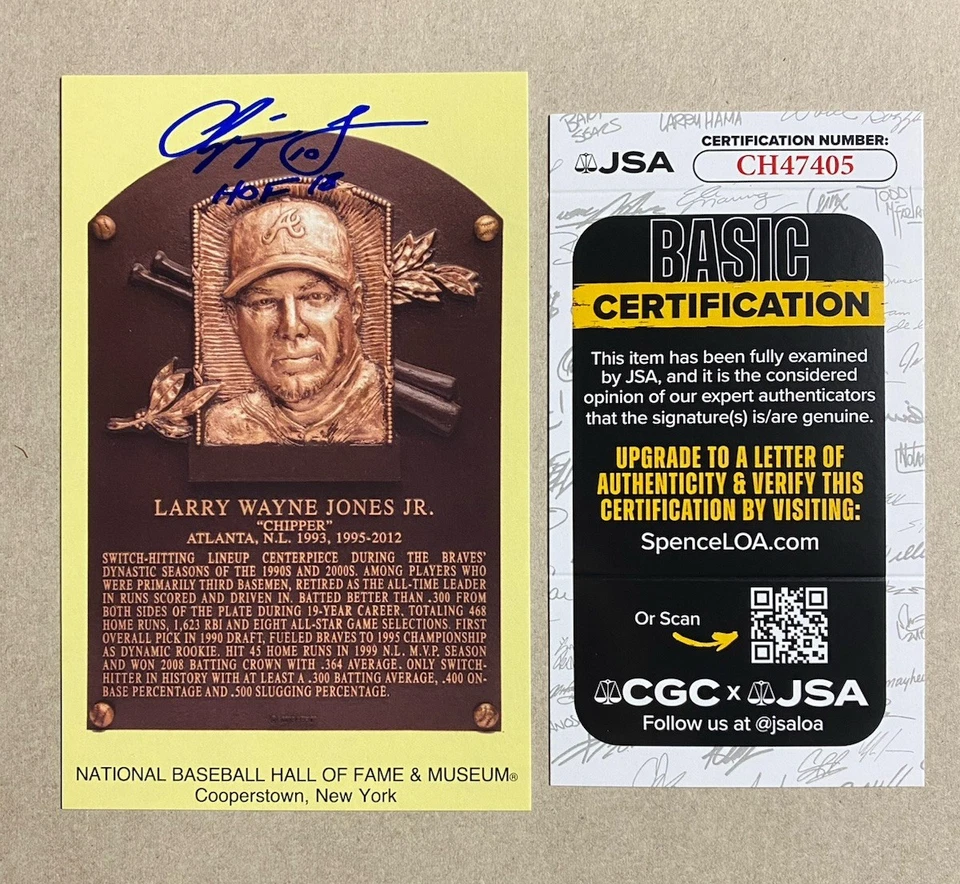 Chipper Jones
10
HOF 18
LARRY WAYNE JONES JR.
"CHIPPER"
ATLANTA, N.L. 1993, 1995-2012
SWITCH-HITTING LINEUP CENTERPIECE DURING THE BRAVES'
DYNASTIC SEASONS OF THE 1990S AND 2000S. AMONG PLAYERS WHO
WERE PRIMARILY THIRD BASEMEN, RETIRED AS THE ALL-TIME LEADER
IN RUNS SCORED AND DRIVEN IN. BATTED BETTER THAN .300 FROM
BOTH SIDES OF THE PLATE DURING 19-YEAR CAREER, TOTALING 468
HOME RUNS, 1,623 RBI AND EIGHT ALL-STAR GAME SELECTIONS. FIRST
OVERALL PICK IN 1990 DRAFT, FUELED BRAVES TO 1995 CHAMPIONSHIP
AS DYNAMIC ROOKIE. HIT 45 HOME RUNS IN 1999 N.L. M.V.P. SEASON
AND WON 2008 BATTING CROWN WITH .364 AVERAGE. ONLY SWITCH-
HITTER IN HISTORY WITH AT LEAST A .300 BATTING AVERAGE, .400 ON-
BASE PERCENTAGE AND .500 SLUGGING PERCENTAGE.
NATIONAL BASEBALL HALL OF FAME & MUSEUM®
Cooperstown, New York
BART SEARS
LARRY HAMA
JSA
CERTIFICATION NUMBER:
CH47405
TODD
BASIC
CERTIFICATION
This item has been fully examined
by JSA, and it is the considered
opinion of our expert authenticators
that the signature(s) is/are genuine.
UPGRADE TO A LETTER OF
AUTHENTICITY & VERIFY THIS
CERTIFICATION BY VISITING:
SpenceLOA.com
Or Scan
CGC x JSA
Follow us at @jsaloa